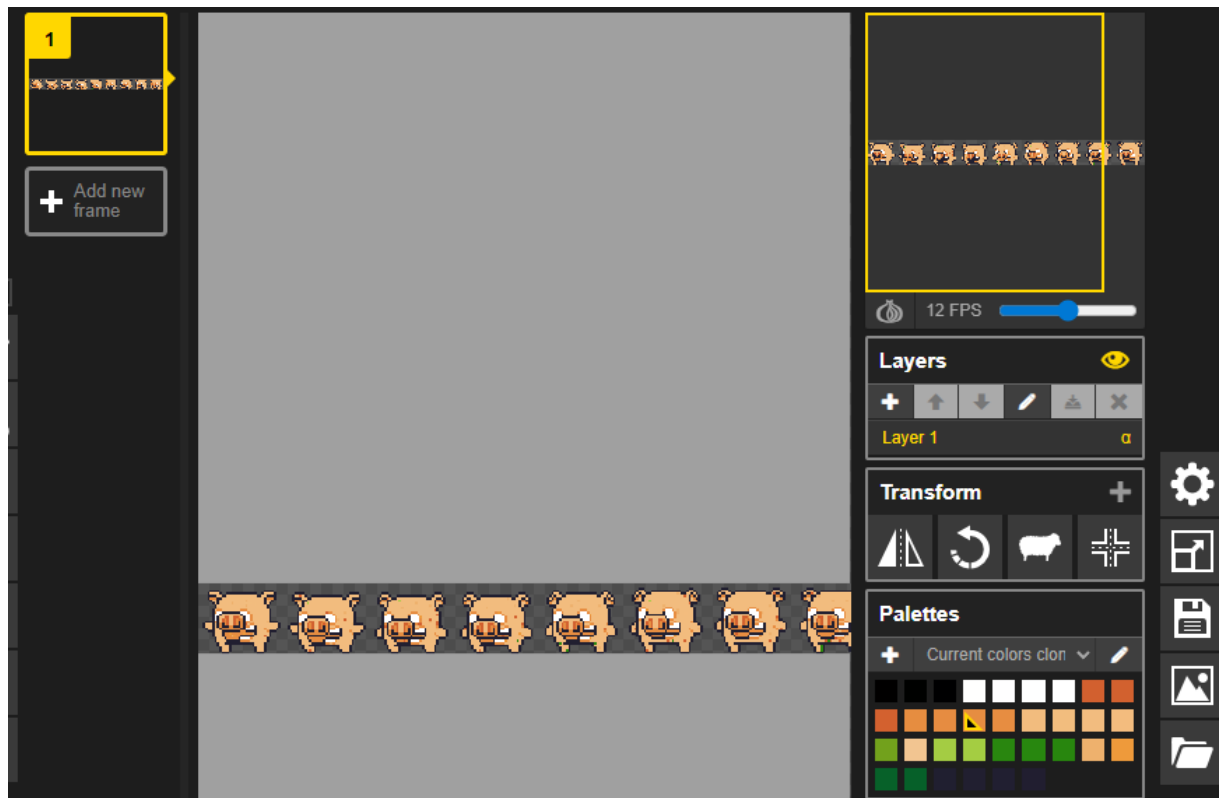 1
Add new
frame
12 FPS
Layers
Layer 1
α
Transform
Palettes
Current colors clon